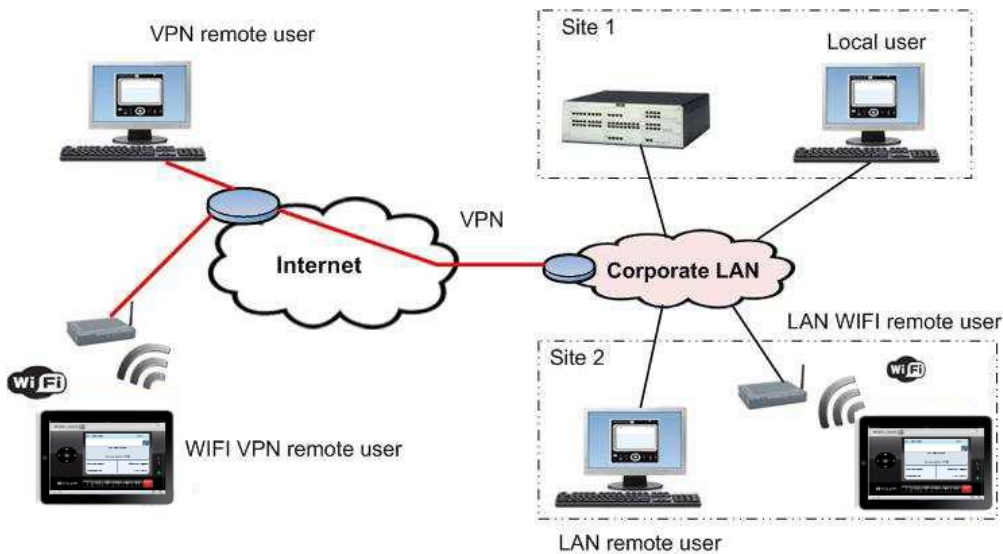 VPN remote user
Site 1
Local user
VPN
Internet
Corporate LAN
LAN WIFI remote user
Site 2
WiFi
WiFi
WIFI VPN remote user
LAN remote user